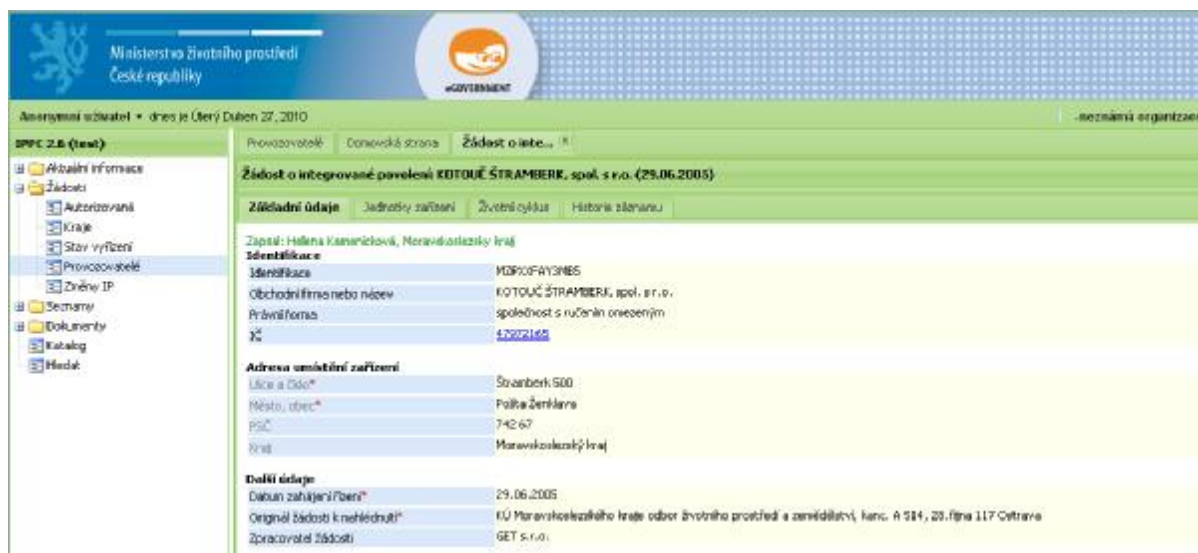 Ministerstvo životního prostředí
České republiky
eGOVERNMENT
Anonymní uživatel • dnes je Úterý Duben 27, 2010
-neznámá organizace
IPPC 2.6 (test)
Provozovatelé
Domovská strana
Žádost o inte...
Aktuální informace
Žádosti
Autorizovaná
Kraje
Stav vyřízení
Provozovatelé
Změny IP
Seznamy
Dokumenty
Katalog
Hledat
Žádost o integrované povolení: KOTOUČ ŠTRAMBERK, spol. s r.o. (29.06.2005)
Základní údaje
Jednotky zařízení
Životní cyklus
Historie záznamu
Zapsal: Helena Kamenická, Moravskoslezský kraj
Identifikace
Identifikace
Obchodní firma nebo název KOTOUČ ŠTRAMBERK, spol. s r.o.
Právní forma společnost s ručením omezeným
IČ 47972165
Adresa umístění zařízení
Ulice a číslo* Štramberk 500
Město, obec* Pošta Ženklava
PSČ 742 67
Kraj Moravskoslezský kraj
Další údaje
Datum zahájení řízení* 29.06.2005
Originál žádosti k nahlédnutí* KÚ Moravskoslezského kraje odbor životního prostředí a zemědělství, kanc. A 514, 28.října 117 Ostrava
Zpracovatel žádosti GET s.r.o.